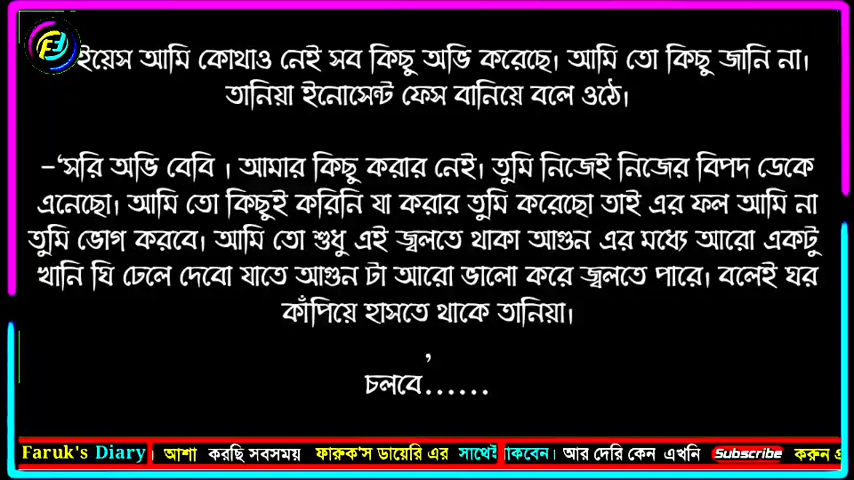 ইয়েস আমি কোথাও নেই সব কিছু অভি করেছে। আমি তো কিছু জানি না।
তানিয়া ইনোসেন্ট ফেস বানিয়ে বলে ওঠে।
–'সরি অভি বেবি । আমার কিছু করার নেই। তুমি নিজেই নিজের বিপদ ডেকে
এনেছো। আমি তো কিছুই করিনি যা করার তুমি করেছো তাই এর ফল আমি না
তুমি ভোগ করবে। আমি তো শুধু এই জ্বলতে থাকা আগুন এর মধ্যে আরো একটু
খানি ঘি ঢেলে দেবো যাতে আগুন টা আরো ভালো করে জ্বলতে পারে। বলেই ঘর
কাঁপিয়ে হাসতে থাকে তানিয়া।
,
চলবে......
Faruk's Diary। আশা করছি সবসময় ফারুক'স ডায়েরি এর সাথেই থাকবেন। আর দেরি কেন এখনি Subscribe করুন